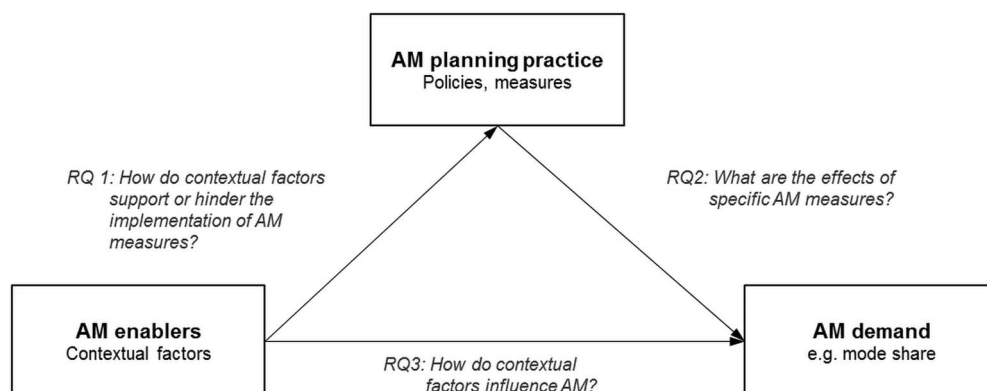 AM planning practice
Policies, measures
RQ 1: How do contextual factors
support or hinder the
implementation of AM
measures?
RQ2: What are the effects of
specific AM measures?
AM enablers
Contextual factors
AM demand
e.g. mode share
RQ3: How do contextual
factors influence AM?